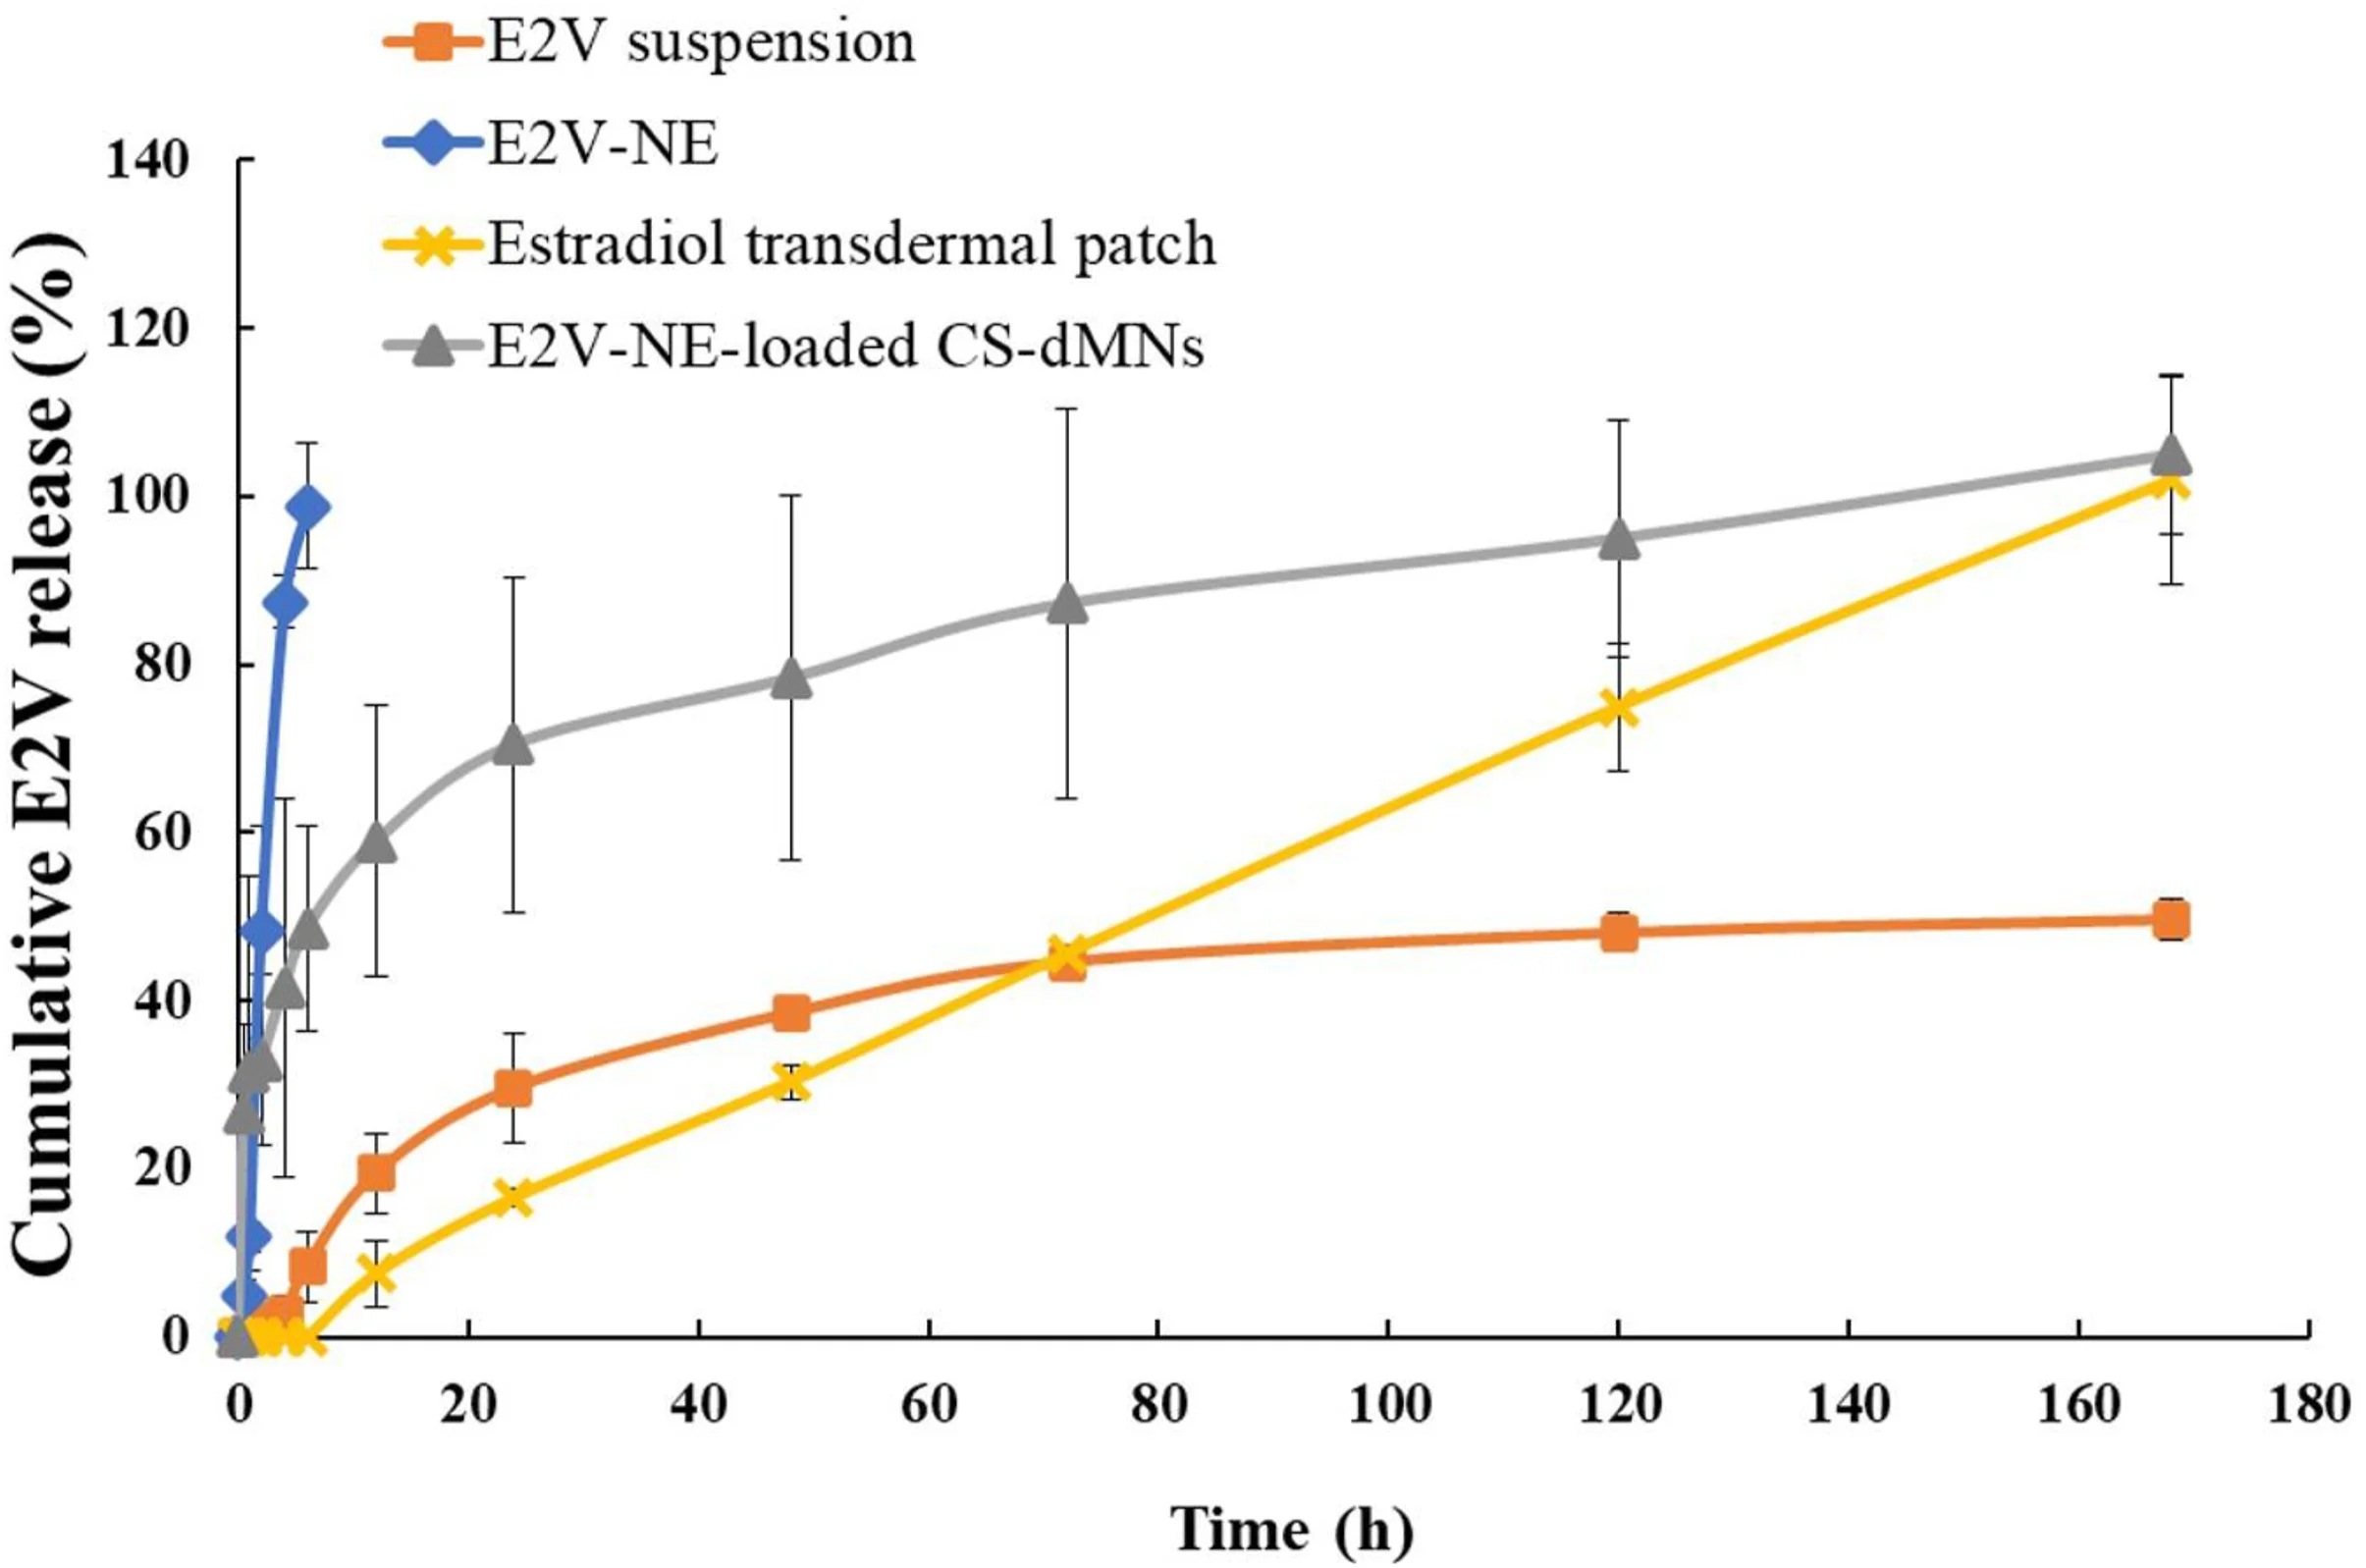 E2V suspension
E2V-NE
Estradiol transdermal patch
E2V-NE-loaded CS-dMNs
Cumulative E2V release (%)
140
120
100
80
60
40
20
0
0 20 40 60 80 100 120 140 160 180
Time (h)